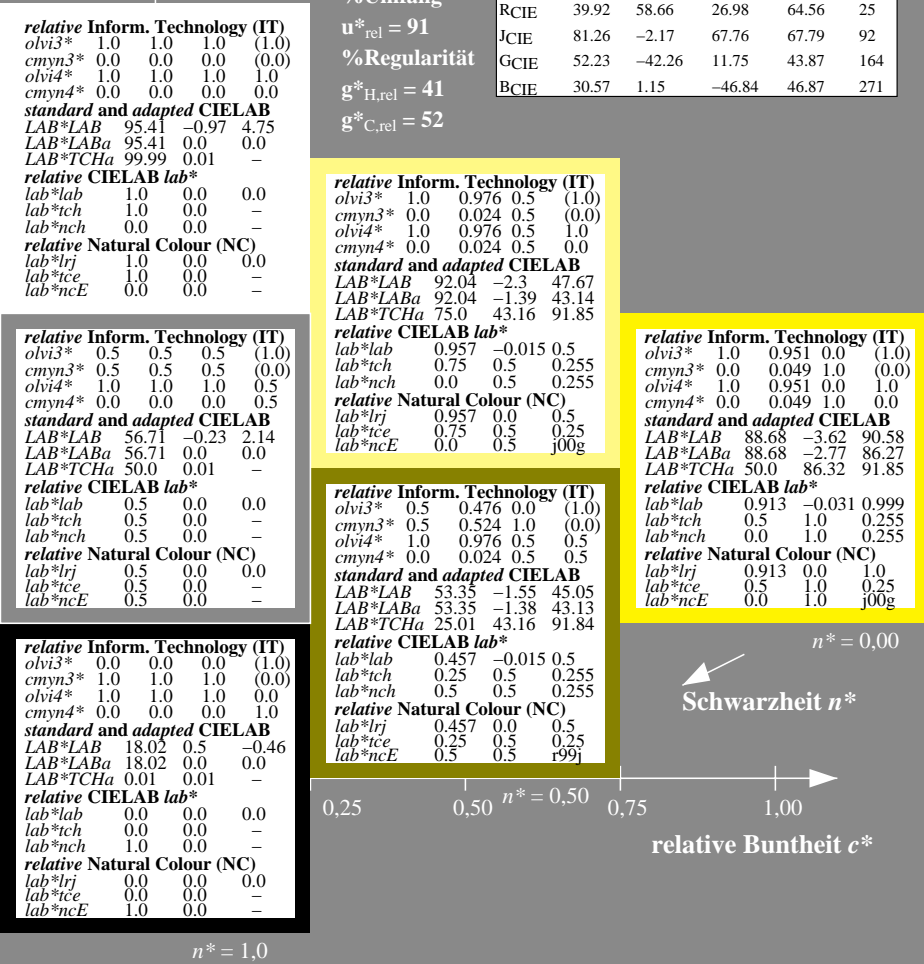 relative Inform. Technology (IT)
olvi3* 1.0 1.0 1.0 (1.0)
cmyn3* 0.0 0.0 0.0 (0.0)
olvi4* 1.0 1.0 1.0 1.0
cmyn4* 0.0 0.0 0.0 0.0
standard and adapted CIELAB
LAB*LAB 95.41 −0.97 4.75
LAB*LABa 95.41 0.0 0.0
LAB*TCHa 99.99 0.01 –
relative CIELAB lab*
lab*lab 1.0 0.0 0.0
lab*tch 1.0 0.0 –
lab*nch 0.0 0.0 –
relative Natural Colour (NC)
lab*lrj 1.0 0.0 0.0
lab*tce 1.0 0.0 –
lab*ncE 0.0 0.0 –
u*rel = 91
%Regularität
g*H,rel = 41
g*C,rel = 52
RCIE 39.92 58.66 26.98 64.56 25
JCIE 81.26 −2.17 67.76 67.79 92
GCIE 52.23 −42.26 11.75 43.87 164
BCIE 30.57 1.15 −46.84 46.87 271
relative Inform. Technology (IT)
olvi3* 1.0 0.976 0.5 (1.0)
cmyn3* 0.0 0.024 0.5 (0.0)
olvi4* 1.0 0.976 0.5 1.0
cmyn4* 0.0 0.024 0.5 0.0
standard and adapted CIELAB
LAB*LAB 92.04 −2.3 47.67
LAB*LABa 92.04 −1.39 43.14
LAB*TCHa 75.0 43.16 91.85
relative CIELAB lab*
lab*lab 0.957 −0.015 0.5
lab*tch 0.75 0.5 0.255
lab*nch 0.0 0.5 0.255
relative Natural Colour (NC)
lab*lrj 0.957 0.0 0.5
lab*tce 0.75 0.5 0.25
lab*ncE 0.0 0.5 j00g
relative Inform. Technology (IT)
olvi3* 0.5 0.5 0.5 (1.0)
cmyn3* 0.5 0.5 0.5 (0.0)
olvi4* 1.0 1.0 1.0 0.5
cmyn4* 0.0 0.0 0.0 0.5
standard and adapted CIELAB
LAB*LAB 56.71 −0.23 2.14
LAB*LABa 56.71 0.0 0.0
LAB*TCHa 50.0 0.01 –
relative CIELAB lab*
lab*lab 0.5 0.0 0.0
lab*tch 0.5 0.0 –
lab*nch 0.5 0.0 –
relative Natural Colour (NC)
lab*lrj 0.5 0.0 0.0
lab*tce 0.5 0.0 –
lab*ncE 0.5 0.0 –
relative Inform. Technology (IT)
olvi3* 1.0 0.951 0.0 (1.0)
cmyn3* 0.0 0.049 1.0 (0.0)
olvi4* 1.0 0.951 0.0 1.0
cmyn4* 0.0 0.049 1.0 0.0
standard and adapted CIELAB
LAB*LAB 88.68 −3.62 90.58
LAB*LABa 88.68 −2.77 86.27
LAB*TCHa 50.0 86.32 91.85
relative CIELAB lab*
lab*lab 0.913 −0.031 0.999
lab*tch 0.5 1.0 0.255
lab*nch 0.0 1.0 0.255
relative Natural Colour (NC)
lab*lrj 0.913 0.0 1.0
lab*tce 0.5 1.0 0.25
lab*ncE 0.0 1.0 j00g
relative Inform. Technology (IT)
olvi3* 0.5 0.476 0.0 (1.0)
cmyn3* 0.5 0.524 1.0 (0.0)
olvi4* 1.0 0.976 0.5 0.5
cmyn4* 0.0 0.024 0.5 0.5
standard and adapted CIELAB
LAB*LAB 53.35 −1.55 45.05
LAB*LABa 53.35 −1.38 43.13
LAB*TCHa 25.01 43.16 91.84
relative CIELAB lab*
lab*lab 0.457 −0.015 0.5
lab*tch 0.25 0.5 0.255
lab*nch 0.5 0.5 0.255
relative Natural Colour (NC)
lab*lrj 0.457 0.0 0.5
lab*tce 0.25 0.5 0.25
lab*ncE 0.5 0.5 r99j
relative Inform. Technology (IT)
olvi3* 0.0 0.0 0.0 (1.0)
cmyn3* 1.0 1.0 1.0 (0.0)
olvi4* 1.0 1.0 1.0 0.0
cmyn4* 0.0 0.0 0.0 1.0
standard and adapted CIELAB
LAB*LAB 18.02 0.5 −0.46
LAB*LABa 18.02 0.0 0.0
LAB*TCHa 0.01 0.01 –
relative CIELAB lab*
lab*lab 0.0 0.0 0.0
lab*tch 0.0 0.0 –
lab*nch 1.0 0.0 –
relative Natural Colour (NC)
lab*lrj 0.0 0.0 0.0
lab*tce 0.0 0.0 –
lab*ncE 1.0 0.0 –
n* = 0,00
Schwarzheit n*
n* = 0,50
0,25 0,50 0,75 1,00
relative Buntheit c*
n* = 1,0